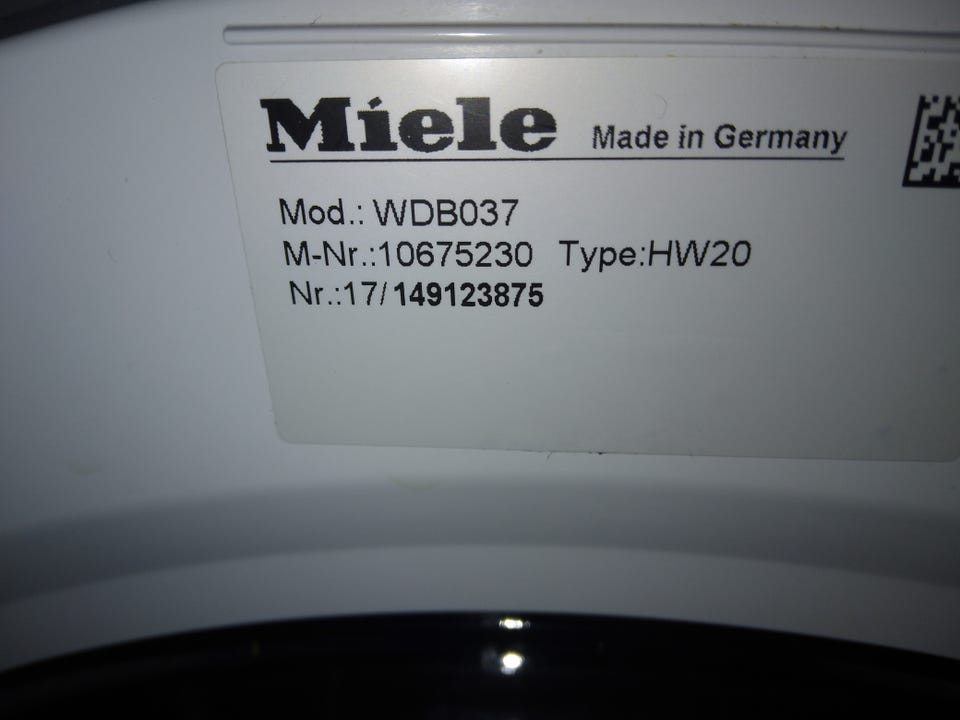 Miele Made in Germany
Mod.: WDB037
M-Nr.:10675230 Type:HW20
Nr.:17/149123875